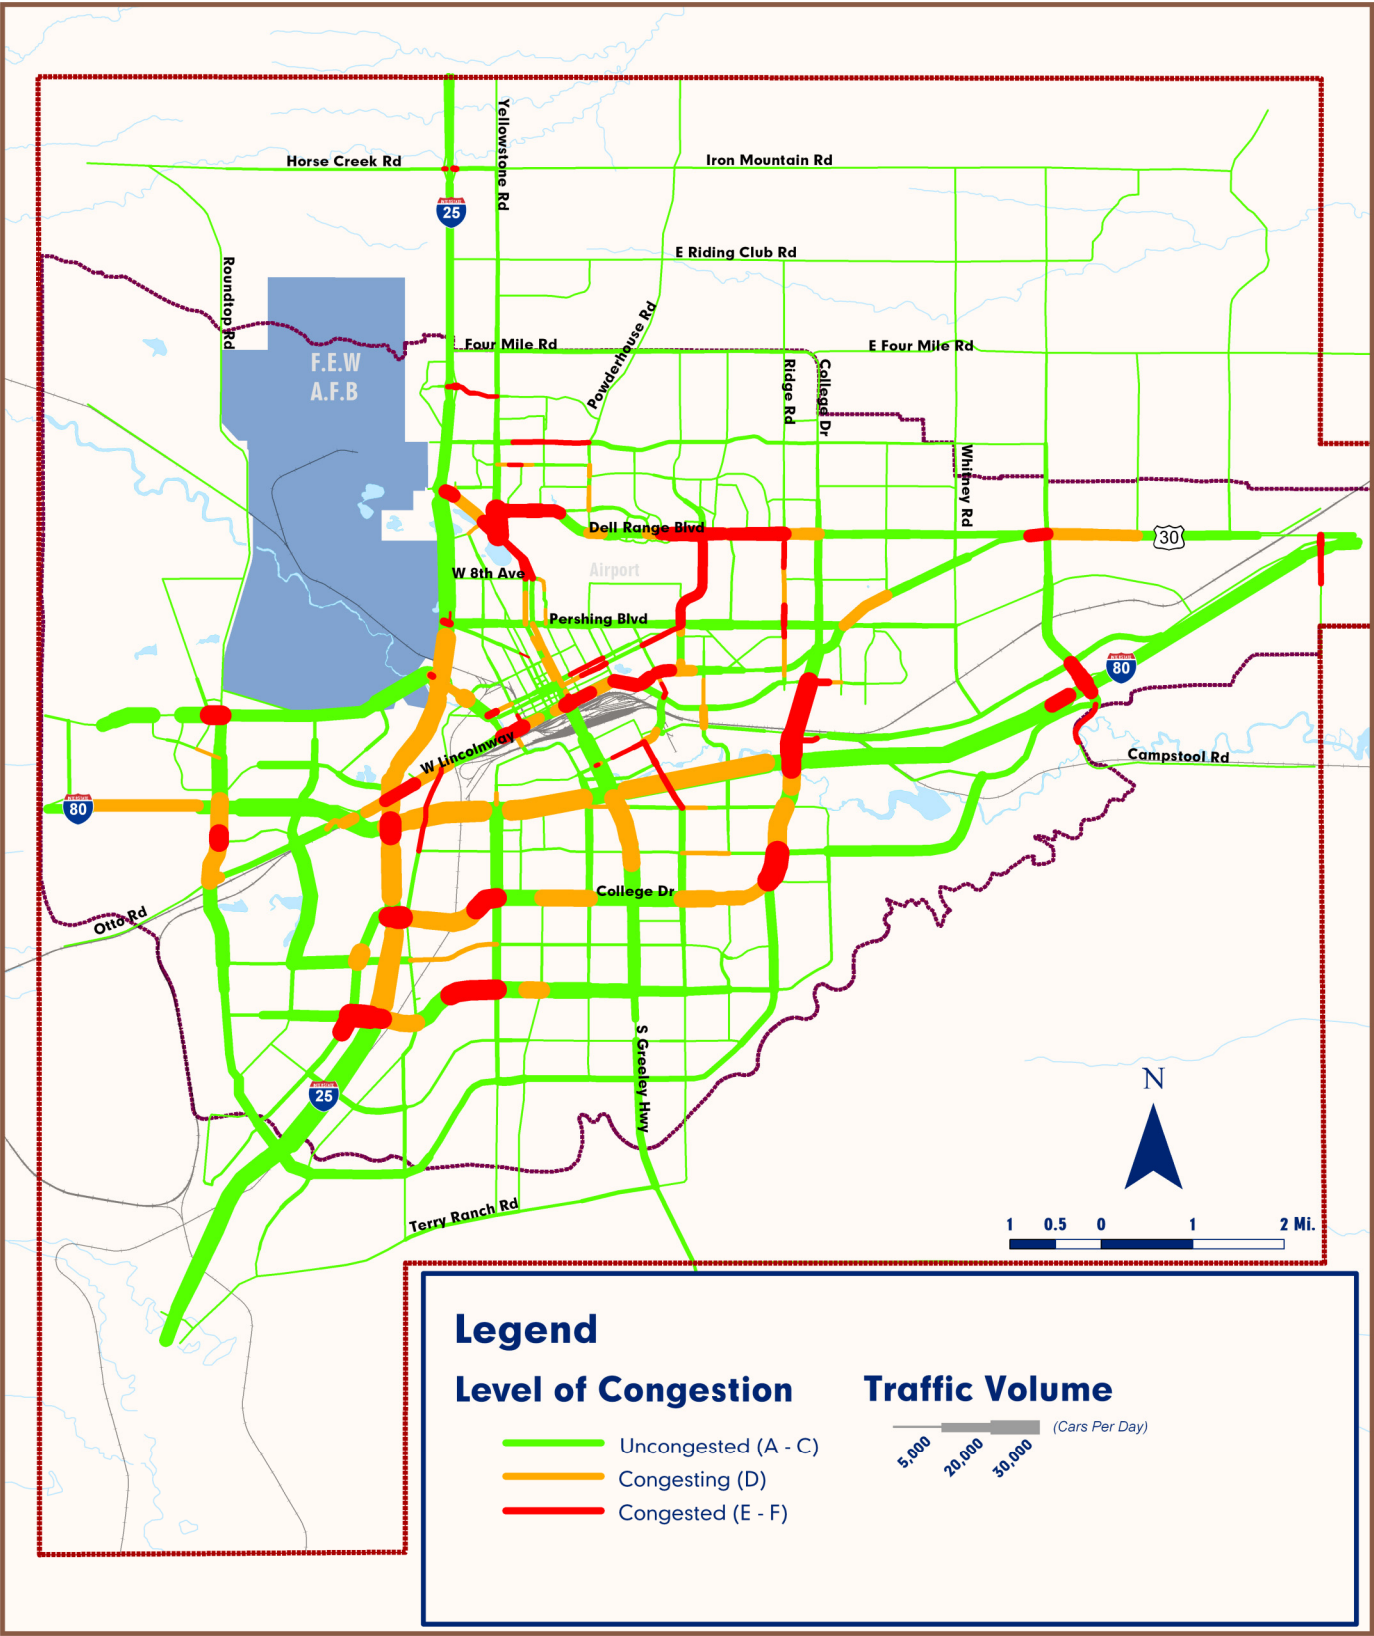 Horse Creek Rd
Yellowstone Rd
Iron Mountain Rd
INTERSTATE
25
E Riding Club Rd
Roundtop Rd
Powderhouse Rd
Four Mile Rd
E Four Mile Rd
F.E.W
A.F.B
Ridge Rd
College Dr
Whitney Rd
Dell Range Blvd
30
W 8th Ave
Airport
Pershing Blvd
INTERSTATE
80
W Lincolnway
Campstool Rd
INTERSTATE
80
College Dr
Otto Rd
S Greeley Hwy
N
INTERSTATE
25
Terry Ranch Rd
1 0.5 0 1 2 Mi.
Legend
Level of Congestion
Traffic Volume
(Cars Per Day)
5,000
20,000
30,000
Uncongested (A - C)
Congesting (D)
Congested (E - F)